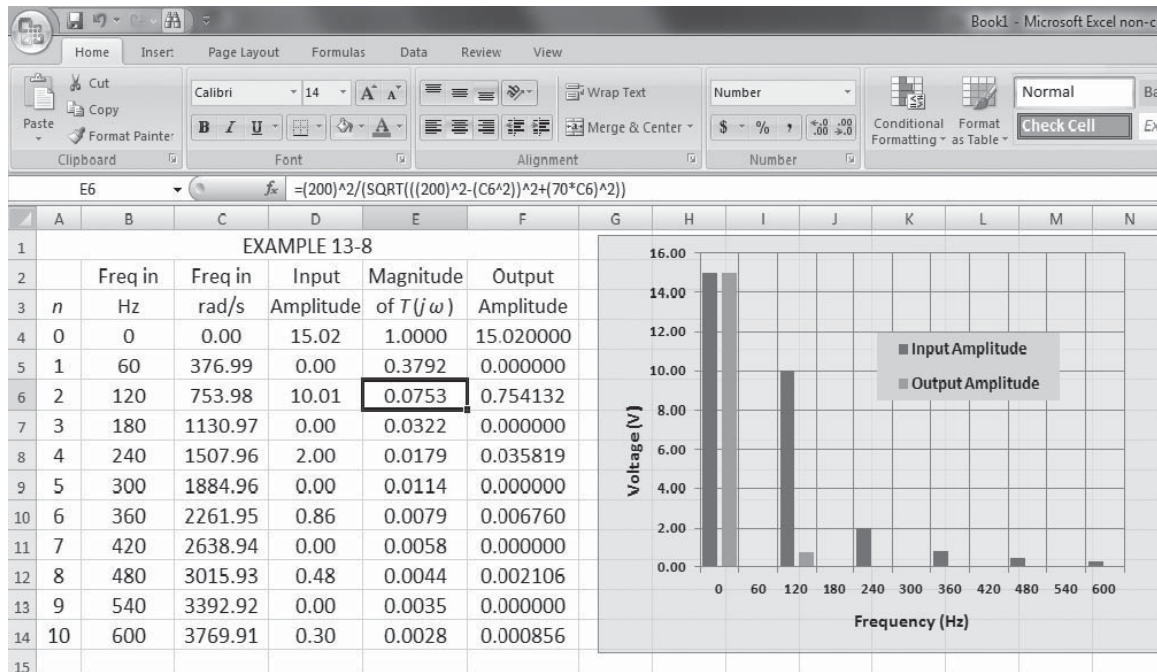 Book1 - Microsoft Excel non-c
Home Insert Page Layout Formulas Data Review View
Cut
Copy
Format Painter
Paste
Clipboard
Calibri 14 A A
B I U A
Font
Wrap Text
Merge & Center
Alignment
Number
$ % , .0 .00 .00 .0
Number
Conditional Formatting
Format as Table
Normal
Check Cell
Ba
Ex
E6 fx =(200)^2/(SQRT(((200)^2-(C6^2))^2+(70*C6)^2))
A B C D E F G H I J K L M N
1 EXAMPLE 13-8
2 Freq in Freq in Input Magnitude Output
3 n Hz rad/s Amplitude of T(jω) Amplitude
4 0 0 0.00 15.02 1.0000 15.020000
5 1 60 376.99 0.00 0.3792 0.000000
6 2 120 753.98 10.01 0.0753 0.754132
7 3 180 1130.97 0.00 0.0322 0.000000
8 4 240 1507.96 2.00 0.0179 0.035819
9 5 300 1884.96 0.00 0.0114 0.000000
10 6 360 2261.95 0.86 0.0079 0.006760
11 7 420 2638.94 0.00 0.0058 0.000000
12 8 480 3015.93 0.48 0.0044 0.002106
13 9 540 3392.92 0.00 0.0035 0.000000
14 10 600 3769.91 0.30 0.0028 0.000856
15
16.00
14.00
12.00
10.00
8.00
6.00
4.00
2.00
0.00
Voltage (V)
Input Amplitude
Output Amplitude
0 60 120 180 240 300 360 420 480 540 600
Frequency (Hz)